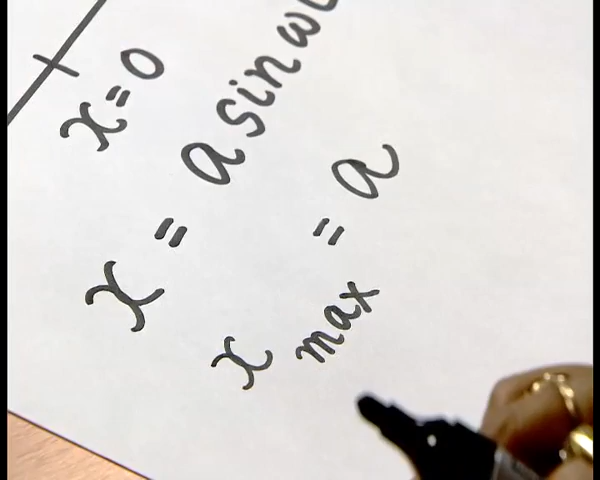 x=0
x = a sin ω
x max = a